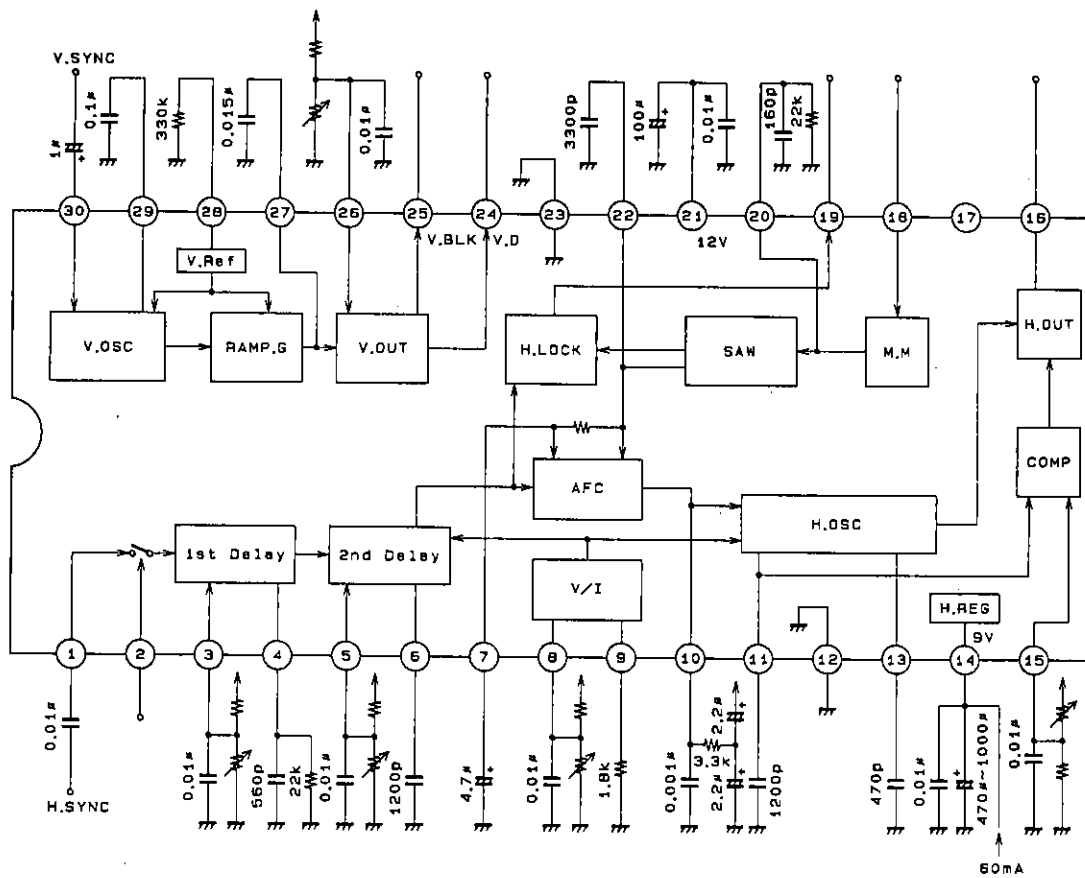 V.SYNC
1µ
0.1µ
330k
0.015µ
0.01µ
3300p
100µ
0.01µ
160p
22k
30
29
28
27
26
25
24
23
22
21
20
19
18
17
16
V.BLK
V.D
12V
V.Ref
V.OSC
RAMP.G
V.OUT
H.LOCK
SAW
M.M
H.OUT
AFC
COMP
H.OSC
1st Delay
2nd Delay
V/I
H.REG
9V
1
2
3
4
5
6
7
8
9
10
11
12
13
14
15
0.01µ
0.01µ
560p
22k
0.01µ
1200p
4.7µ
0.01µ
1.8k
0.001µ
3.3k
2.2µ
2.2µ
1200p
470p
0.01µ
470µ~1000µ
0.01µ
H.SYNC
60mA